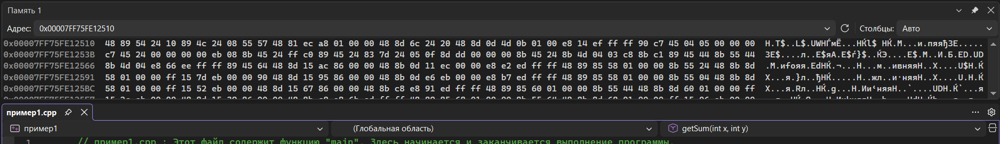 Память 1
Адрес: 0x00007FF75FE12510 Столбцы: Авто
0x00007FF75FE12510 48 89 54 24 10 89 4c 24 08 55 57 48 81 ec a8 01 00 00 48 8d 6c 24 20 48 8d 0d 4d 0b 01 00 e8 14 ef ff ff 90 c7 45 04 05 00 00 00 H.T$..L$.UWHЃмЁ...HЌl$ HЌ.M...и.пяяђЗE.....
0x00007FF75FE1253B c7 45 24 00 00 00 00 eb 08 8b 45 24 ff c0 89 45 24 83 7d 24 05 0f 8d dd 00 00 00 8b 45 24 8b 4d 04 03 c8 8b c1 89 45 44 8b 55 44 ЗE$....л..E$яА.E$ѓ}$..ЌЭ....E$.M..И.Б.ED.UD
0x00007FF75FE12566 8b 4d 04 e8 66 ee ff ff 89 45 64 48 8d 15 ac 86 00 00 48 8b 0d 11 ec 00 00 e8 e2 ed ff ff 48 89 85 58 01 00 00 8b 55 24 48 8b 8d .M.иfояя.EdHЌ.¬...H...м..ивняяH..X....U$H.Ќ
0x00007FF75FE12591 58 01 00 00 ff 15 7d eb 00 00 90 48 8d 15 95 86 00 00 48 8b 0d e6 eb 00 00 e8 b7 ed ff ff 48 89 85 58 01 00 00 8b 55 04 48 8b 8d X...я.}л..ђHЌ.....H..жл..и·няяH..X....U.H.Ќ
0x00007FF75FE125BC 58 01 00 00 ff 15 52 eb 00 00 48 8d 15 67 86 00 00 48 8b c8 e8 91 ed ff ff 48 89 85 60 01 00 00 8b 55 44 48 8b 8d 60 01 00 00 ff X...я.Rл..HЌ.g...H.Ии‘няяH..`....UDH.Ќ`...я
пример1.cpp
пример1 (Глобальная область) getSum(int x, int y)
1 // пример1.cpp : Этот файл содержит функцию "main". Здесь начинается и заканчивается выполнение программы.